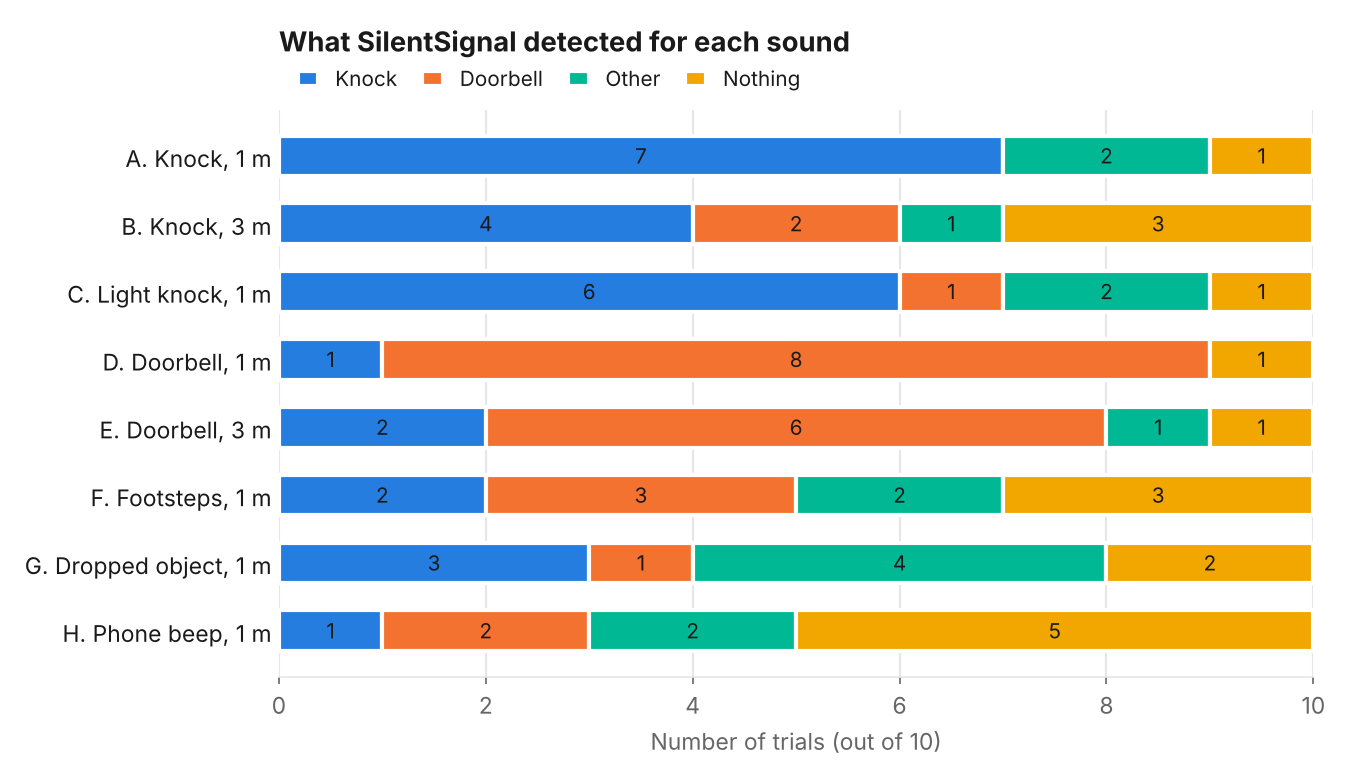 What SilentSignal detected for each sound
Knock Doorbell Other Nothing
A. Knock, 1 m 7 2 1
B. Knock, 3 m 4 2 1 3
C. Light knock, 1 m 6 1 2 1
D. Doorbell, 1 m 1 8 1
E. Doorbell, 3 m 2 6 1 1
F. Footsteps, 1 m 2 3 2 3
G. Dropped object, 1 m 3 1 4 2
H. Phone beep, 1 m 1 2 2 5
0 2 4 6 8 10
Number of trials (out of 10)